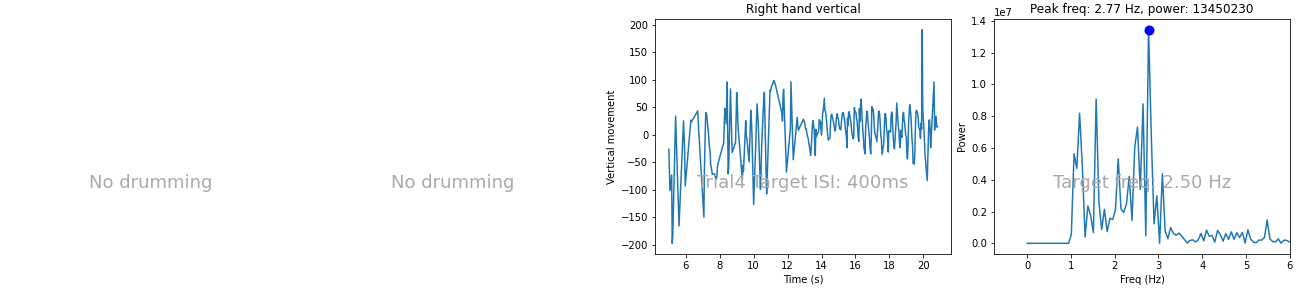 No drumming
No drumming
Right hand vertical
Vertical movement
200
150
100
50
0
−50
−100
−150
−200
Trial4 Target ISI: 400ms
6 8 10 12 14 16 18 20
Time (s)
Peak freq: 2.77 Hz, power: 13450230
1e7
Power
1.4
1.2
1.0
0.8
0.6
0.4
0.2
0.0
Target freq: 2.50 Hz
0 1 2 3 4 5 6
Freq (Hz)